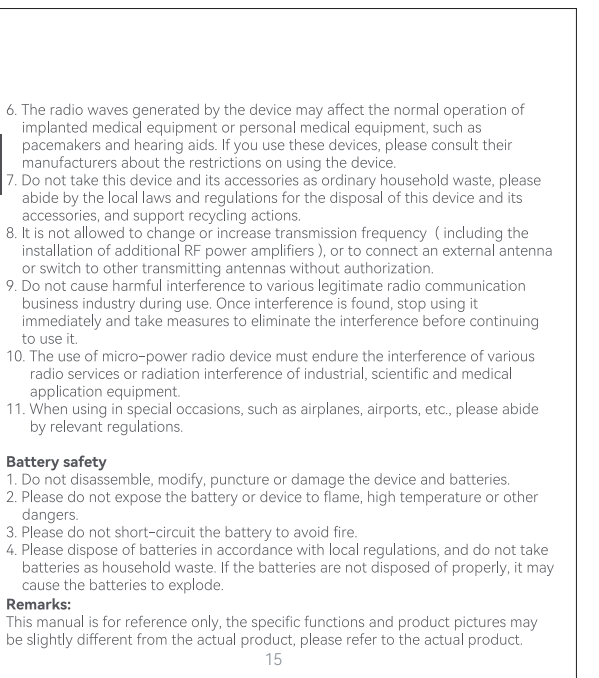 6. The radio waves generated by the device may affect the normal operation of
implanted medical equipment or personal medical equipment, such as
pacemakers and hearing aids. If you use these devices, please consult their
manufacturers about the restrictions on using the device.
7. Do not take this device and its accessories as ordinary household waste, please
abide by the local laws and regulations for the disposal of this device and its
accessories, and support recycling actions.
8. It is not allowed to change or increase transmission frequency ( including the
installation of additional RF power amplifiers ), or to connect an external antenna
or switch to other transmitting antennas without authorization.
9. Do not cause harmful interference to various legitimate radio communication
business industry during use. Once interference is found, stop using it
immediately and take measures to eliminate the interference before continuing
to use it.
10. The use of micro-power radio device must endure the interference of various
radio services or radiation interference of industrial, scientific and medical
application equipment.
11. When using in special occasions, such as airplanes, airports, etc., please abide
by relevant regulations.
Battery safety
1. Do not disassemble, modify, puncture or damage the device and batteries.
2. Please do not expose the battery or device to flame, high temperature or other
dangers.
3. Please do not short-circuit the battery to avoid fire.
4. Please dispose of batteries in accordance with local regulations, and do not take
batteries as household waste. If the batteries are not disposed of properly, it may
cause the batteries to explode.
Remarks:
This manual is for reference only, the specific functions and product pictures may
be slightly different from the actual product, please refer to the actual product.
15